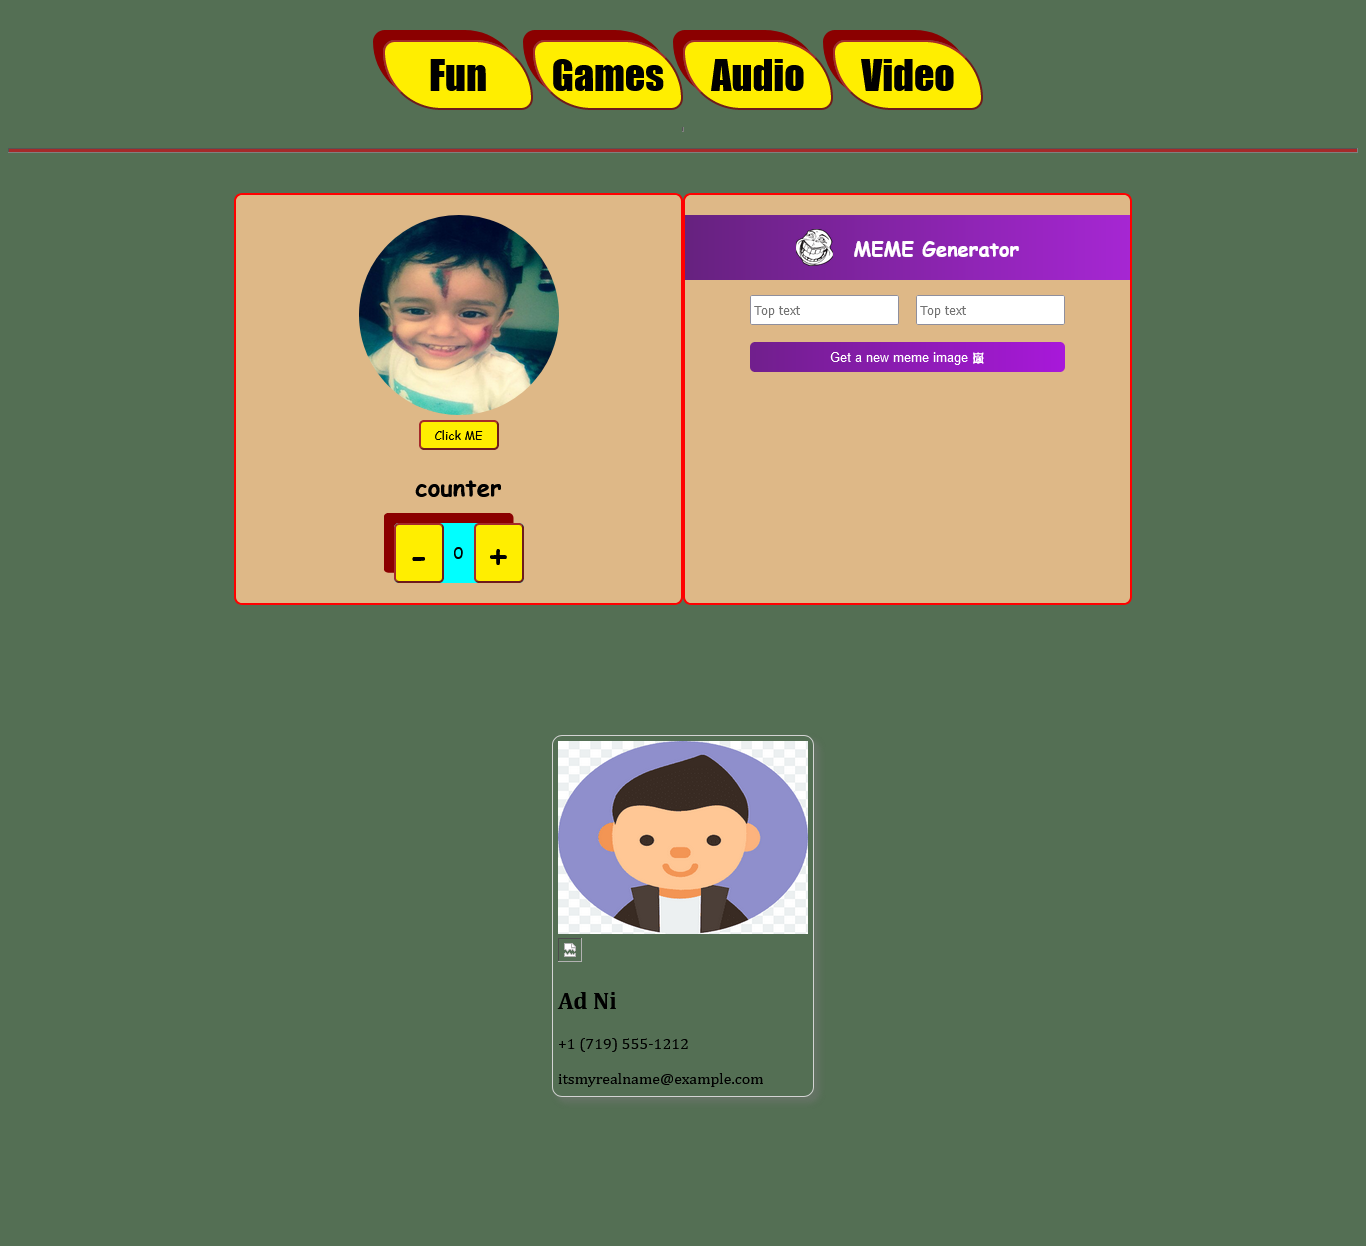 Fun Games Audio Video
Click ME
counter
- 0 +
MEME Generator
Top text Top text
Get a new meme image 🖼
Ad Ni
+1 (719) 555-1212
itsmyrealname@example.com